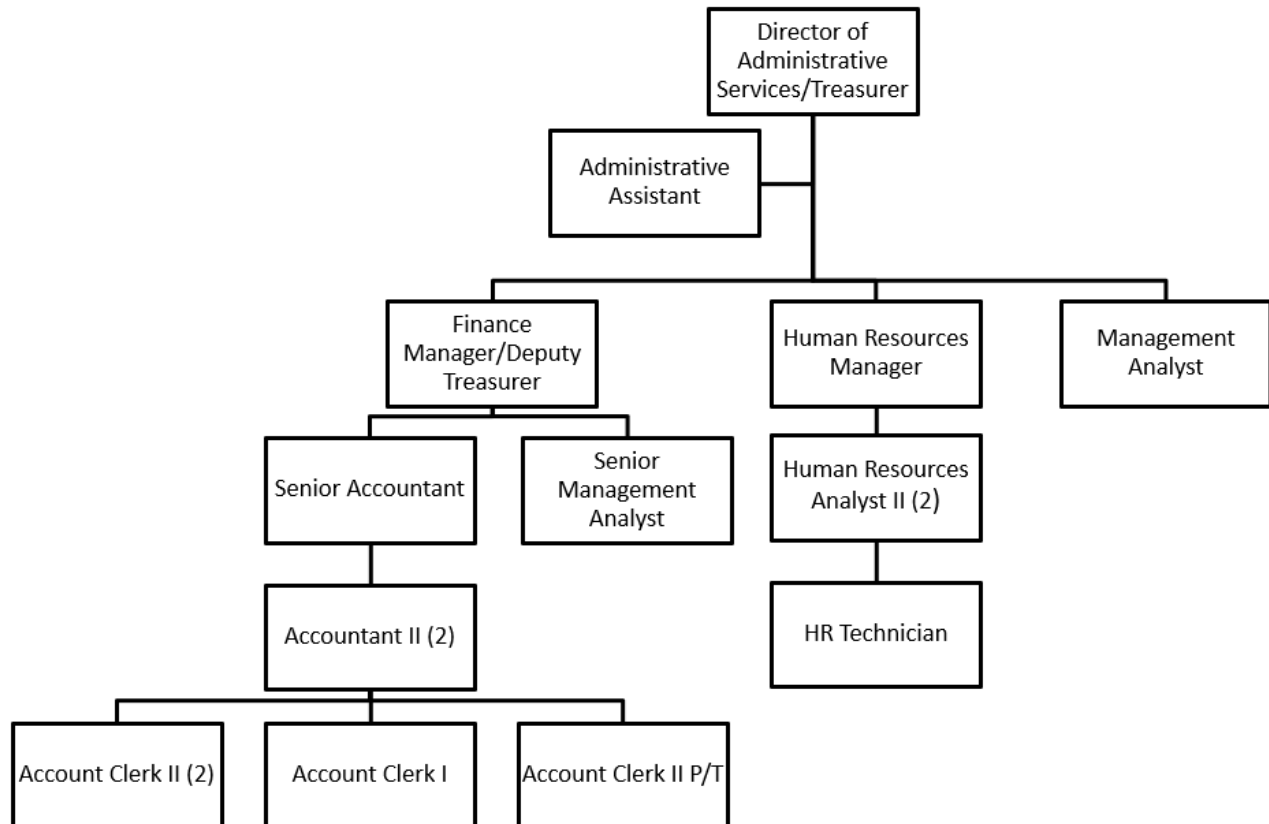 Director of
Administrative
Services/Treasurer
Administrative
Assistant
Finance
Manager/Deputy
Treasurer
Human Resources
Manager
Management
Analyst
Senior Accountant
Senior
Management
Analyst
Human Resources
Analyst II (2)
Accountant II (2)
HR Technician
Account Clerk II (2)
Account Clerk I
Account Clerk II P/T